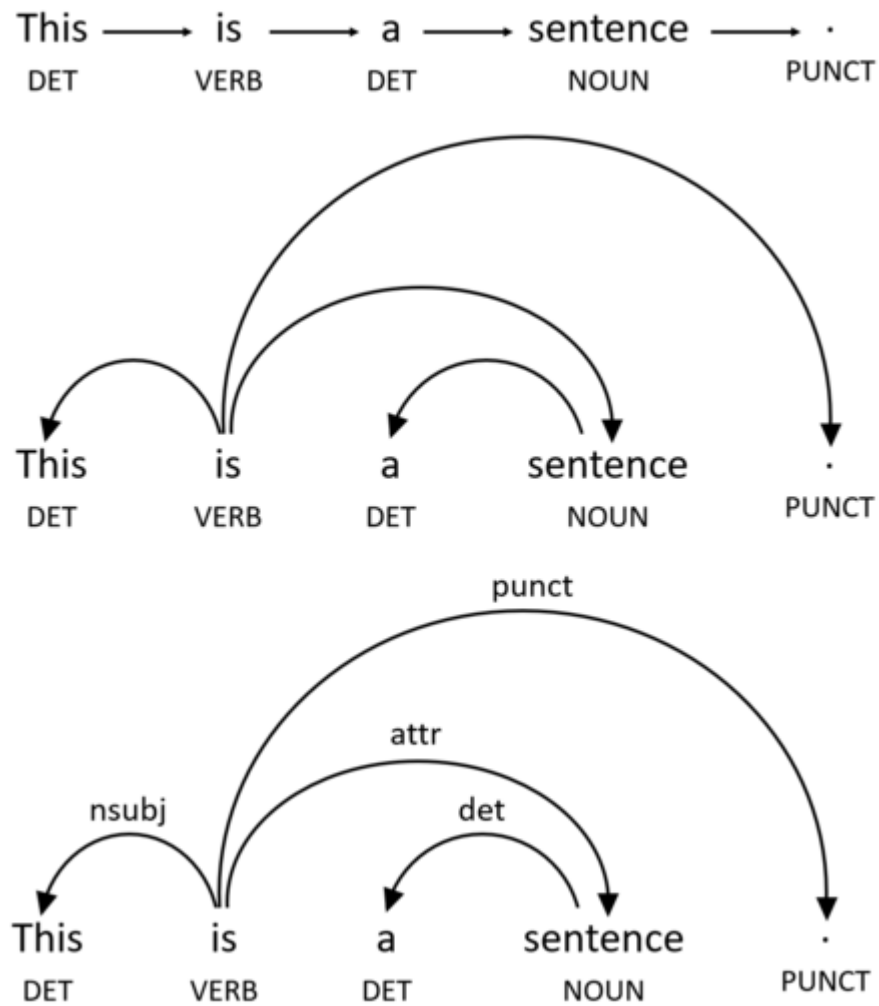 This is a sentence .
DET VERB DET NOUN PUNCT
This is a sentence .
DET VERB DET NOUN PUNCT
punct
attr
nsubj det
This is a sentence .
DET VERB DET NOUN PUNCT